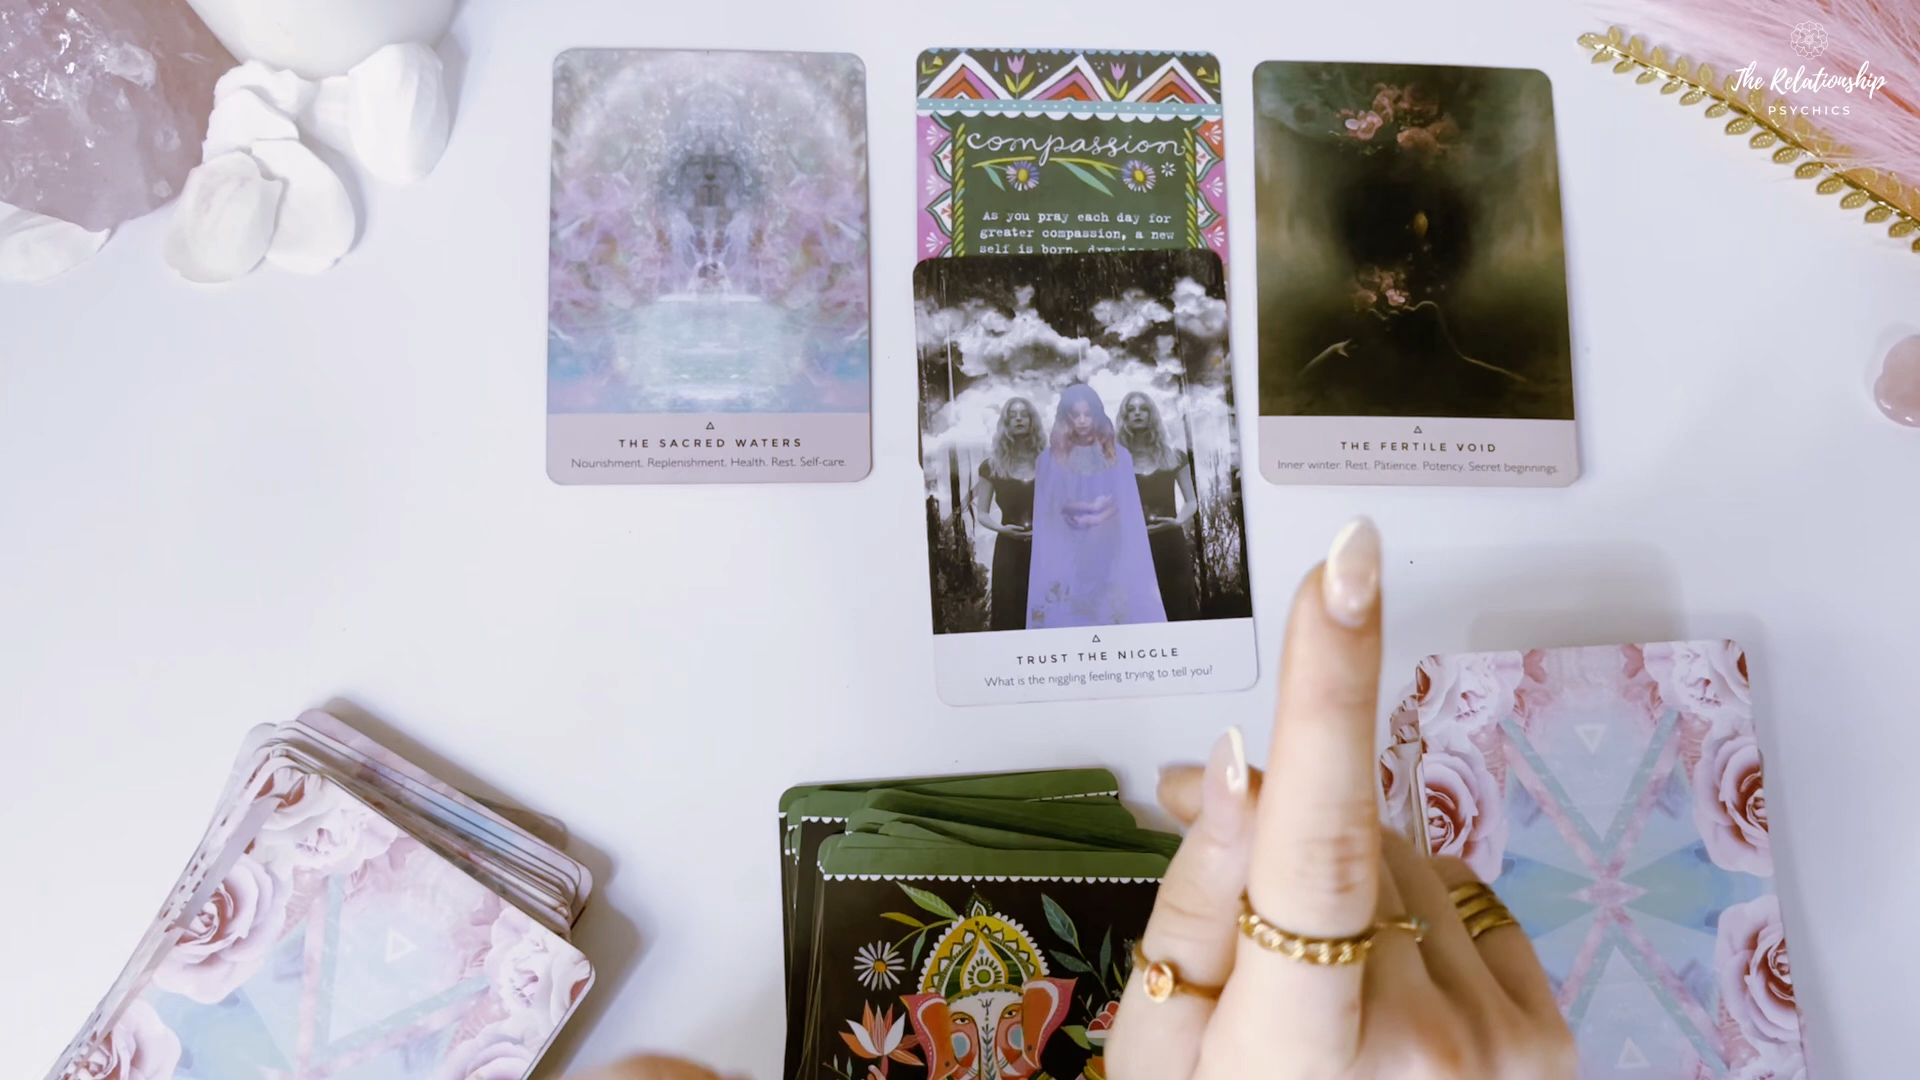 The Relationship
PSYCHICS
compassion
As you pray each day for
greater compassion, a new
self is born,
THE SACRED WATERS
Nourishment. Replenishment. Health. Rest. Self-care.
TRUST THE NIGGLE
What is the niggling feeling trying to tell you?
THE FERTILE VOID
Inner winter. Rest. Patience. Potency. Secret beginnings.